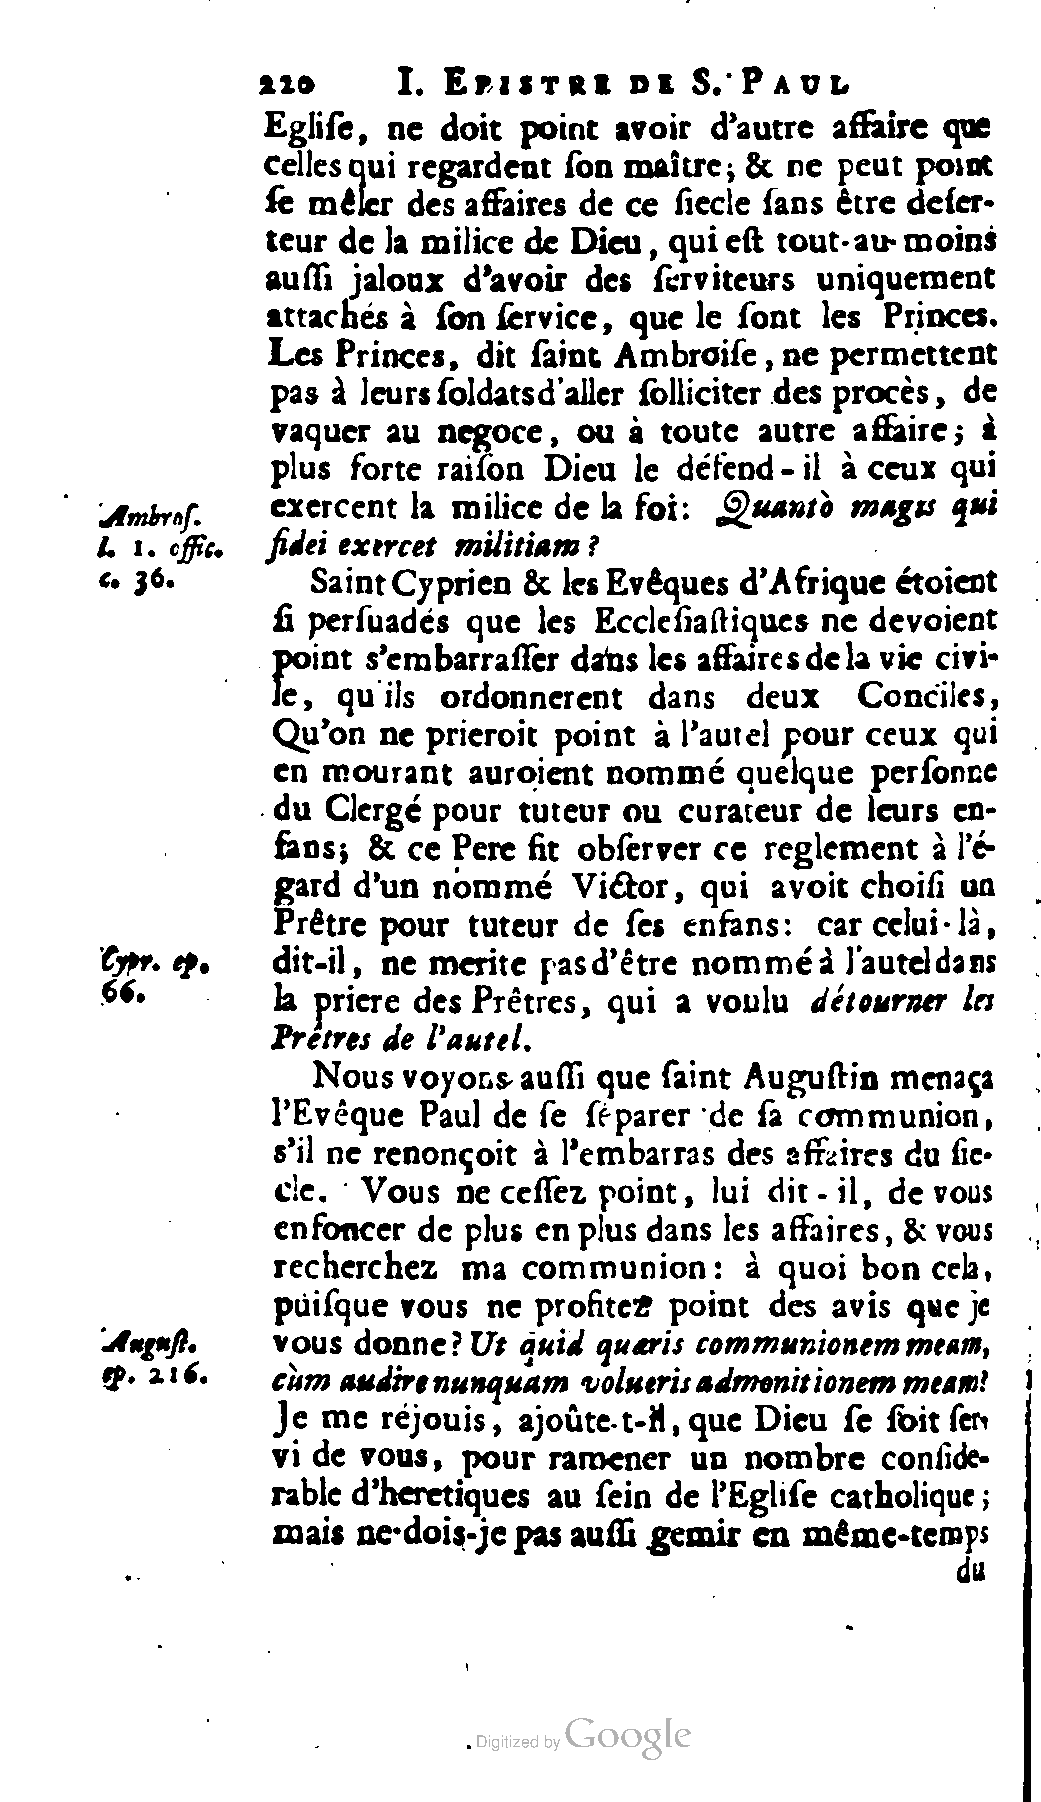 220 I. EPISTRE DE S. PAUL
Egliſe, ne doit point avoir d'autre affaire que
celles qui regardent ſon maître; & ne peut point
ſe mêler des affaires de ce ſiecle ſans être deſer-
teur de la milice de Dieu, qui eſt tout-au-moins
auſſi jaloux d'avoir des ſerviteurs uniquement
attachés à ſon ſervice, que le ſont les Princes.
Les Princes, dit ſaint Ambroiſe, ne permettent
pas à leurs ſoldats d'aller ſolliciter des procès, de
vaquer au negoce, ou à toute autre affaire; à
plus forte raiſon Dieu le défend-il à ceux qui
exercent la milice de la foi: Quantò magis qui
Ambroſ.
l. 1. offic.
c. 36.
fidei exercet militiam?
Saint Cyprien & les Evêques d'Afrique étoient
ſi perſuadés que les Eccleſiaſtiques ne devoient
point s'embarraſſer dans les affaires de la vie civi-
le, qu'ils ordonnerent dans deux Conciles,
Qu'on ne prieroit point à l'autel pour ceux qui
en mourant auroient nommé quelque perſonne
du Clergé pour tuteur ou curateur de leurs en-
fans; & ce Pere fit obſerver ce reglement à l'é-
gard d'un nommé Victor, qui avoit choiſi un
Prêtre pour tuteur de ſes enfans: car celui-là,
Cypr. ep.
66.
dit-il, ne merite pas d'être nommé à l'autel dans
la priere des Prêtres, qui a voulu détourner les
Prêtres de l'autel.
Nous voyons auſſi que ſaint Auguſtin menaça
l'Evêque Paul de ſe ſéparer de ſa communion,
s'il ne renonçoit à l'embarras des affaires du ſie-
cle. Vous ne ceſſez point, lui dit-il, de vous
enfoncer de plus en plus dans les affaires, & vous
recherchez ma communion: à quoi bon cela,
puiſque vous ne profitez point des avis que je
Auguſt.
ep. 216.
vous donne? Ut quid quæris communionem meam,
cùm audire nunquam volueris admonitionem meam?
Je me réjouis, ajoûte-t-il, que Dieu ſe ſoit ſer
vi de vous, pour ramener un nombre conſide-
rable d'heretiques au ſein de l'Egliſe catholique;
mais ne-dois-je pas auſſi gemir en même-temps
du
Digitized by Google